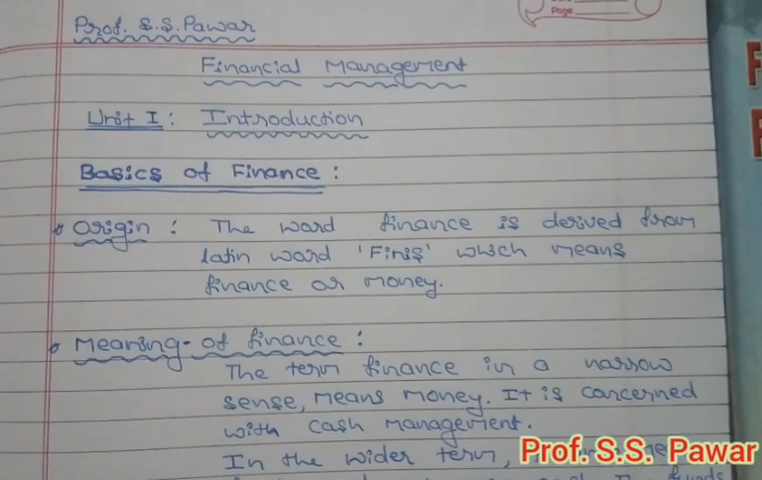 Page
Prof. S.S. Pawar
Financial Management
Unit I : Introduction
Basics of Finance :
Origin : The word finance is derived from
latin word 'Finis' which means
finance or money.
Meaning of finance :
The term finance in a narrow
sense, means money. It is concerned
with cash management.
In the wider term,
funds
Prof. S.S. Pawar